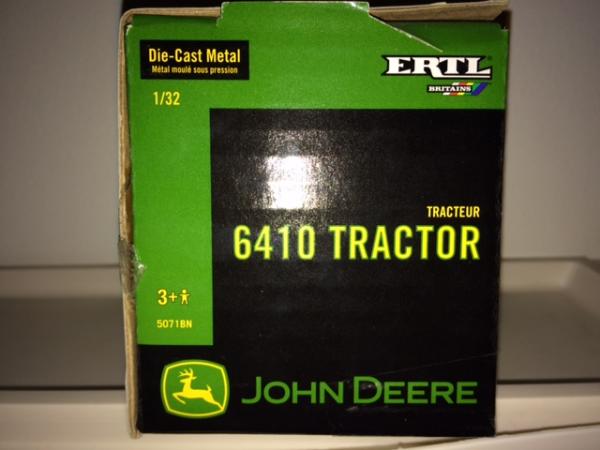 Die-Cast Metal
Métal moulé sous pression
1/32
ERTL
BRITAINS
TRACTEUR
6410 TRACTOR
3+
5071BN
JOHN DEERE